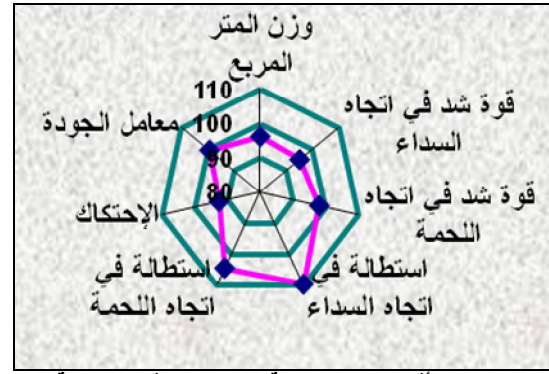 وزن المتر
المربع
110
100
90
80
قوة شد في اتجاه
السداء
قوة شد في اتجاه
اللحمة
استطالة في
اتجاه السداء
استطالة في
اتجاه اللحمة
الإحتكاك
معامل الجودة